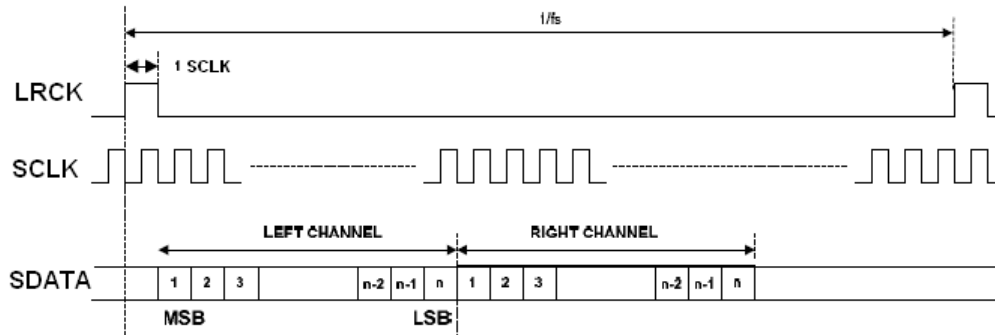 1/fs
1 SCLK
LRCK
SCLK
LEFT CHANNEL RIGHT CHANNEL
SDATA 1 2 3 n-2 n-1 n 1 2 3 n-2 n-1 n
MSB LSB